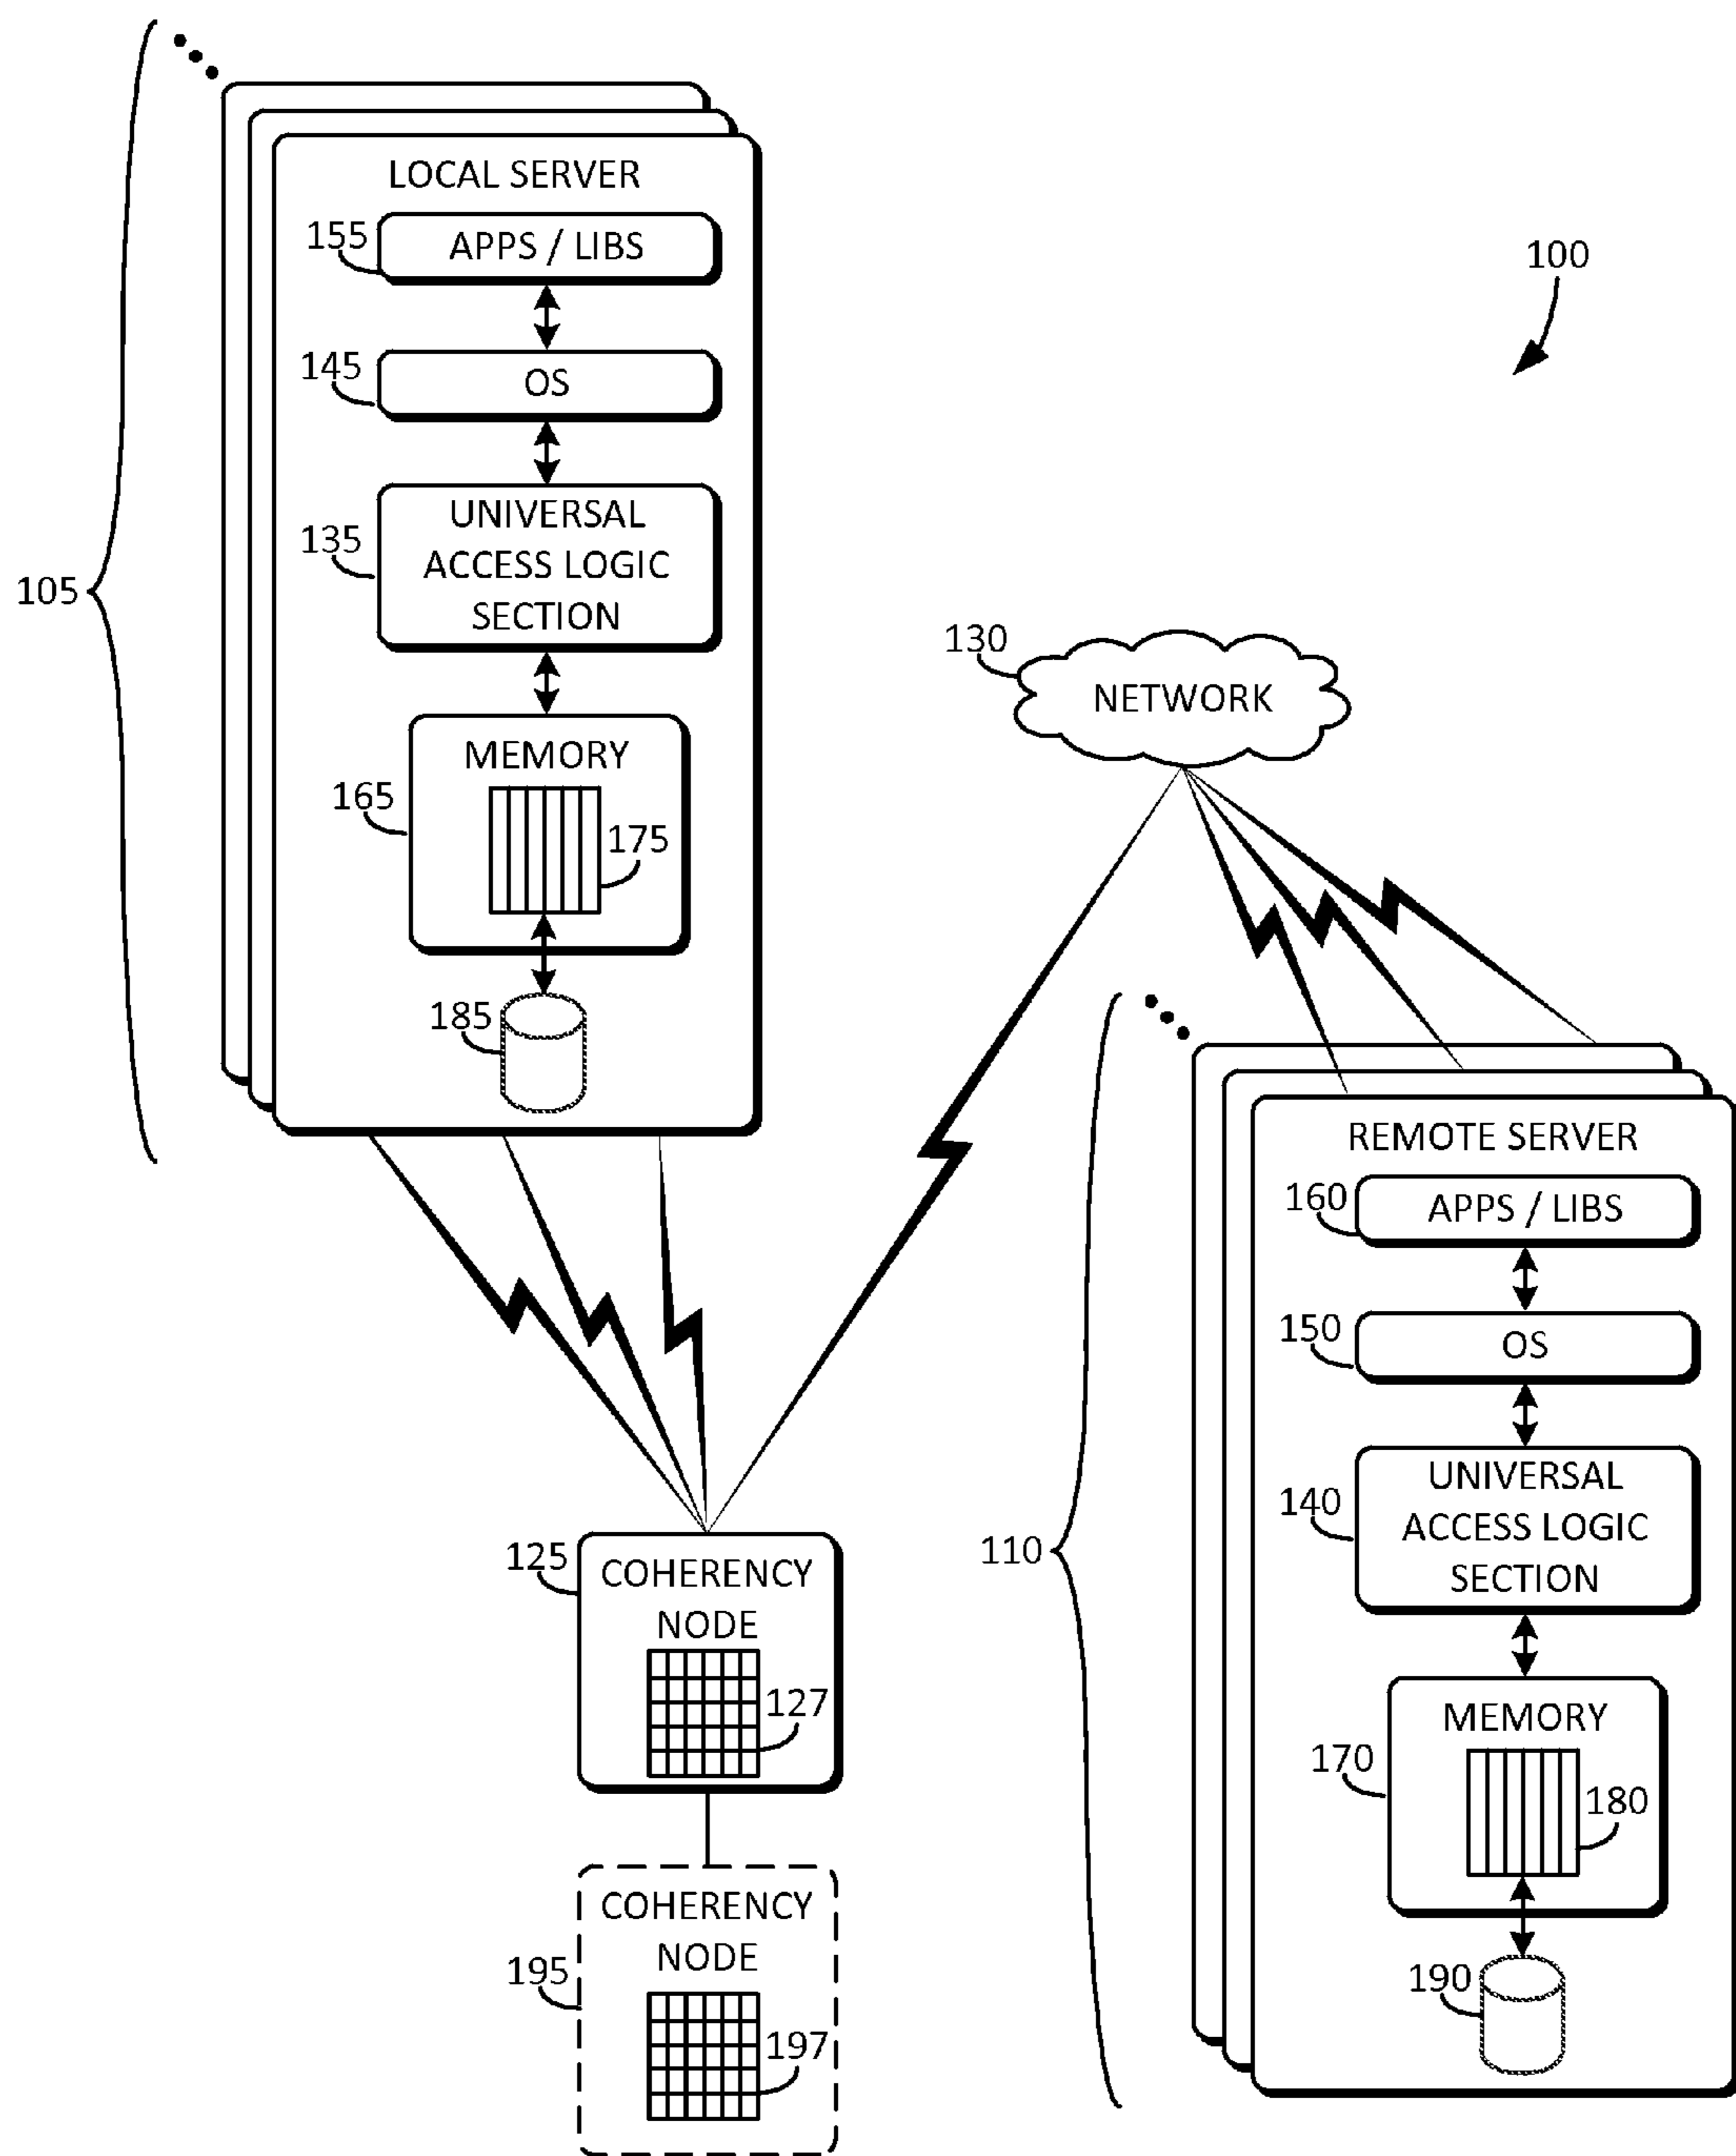 LOCAL SERVER
155
APPS / LIBS
145
OS
135
UNIVERSAL
ACCESS LOGIC
SECTION
105
MEMORY
165
175
185
100
130
NETWORK
REMOTE SERVER
160
APPS / LIBS
150
OS
140
UNIVERSAL
ACCESS LOGIC
SECTION
110
MEMORY
170
180
190
125
COHERENCY
NODE
127
COHERENCY
NODE
195
197